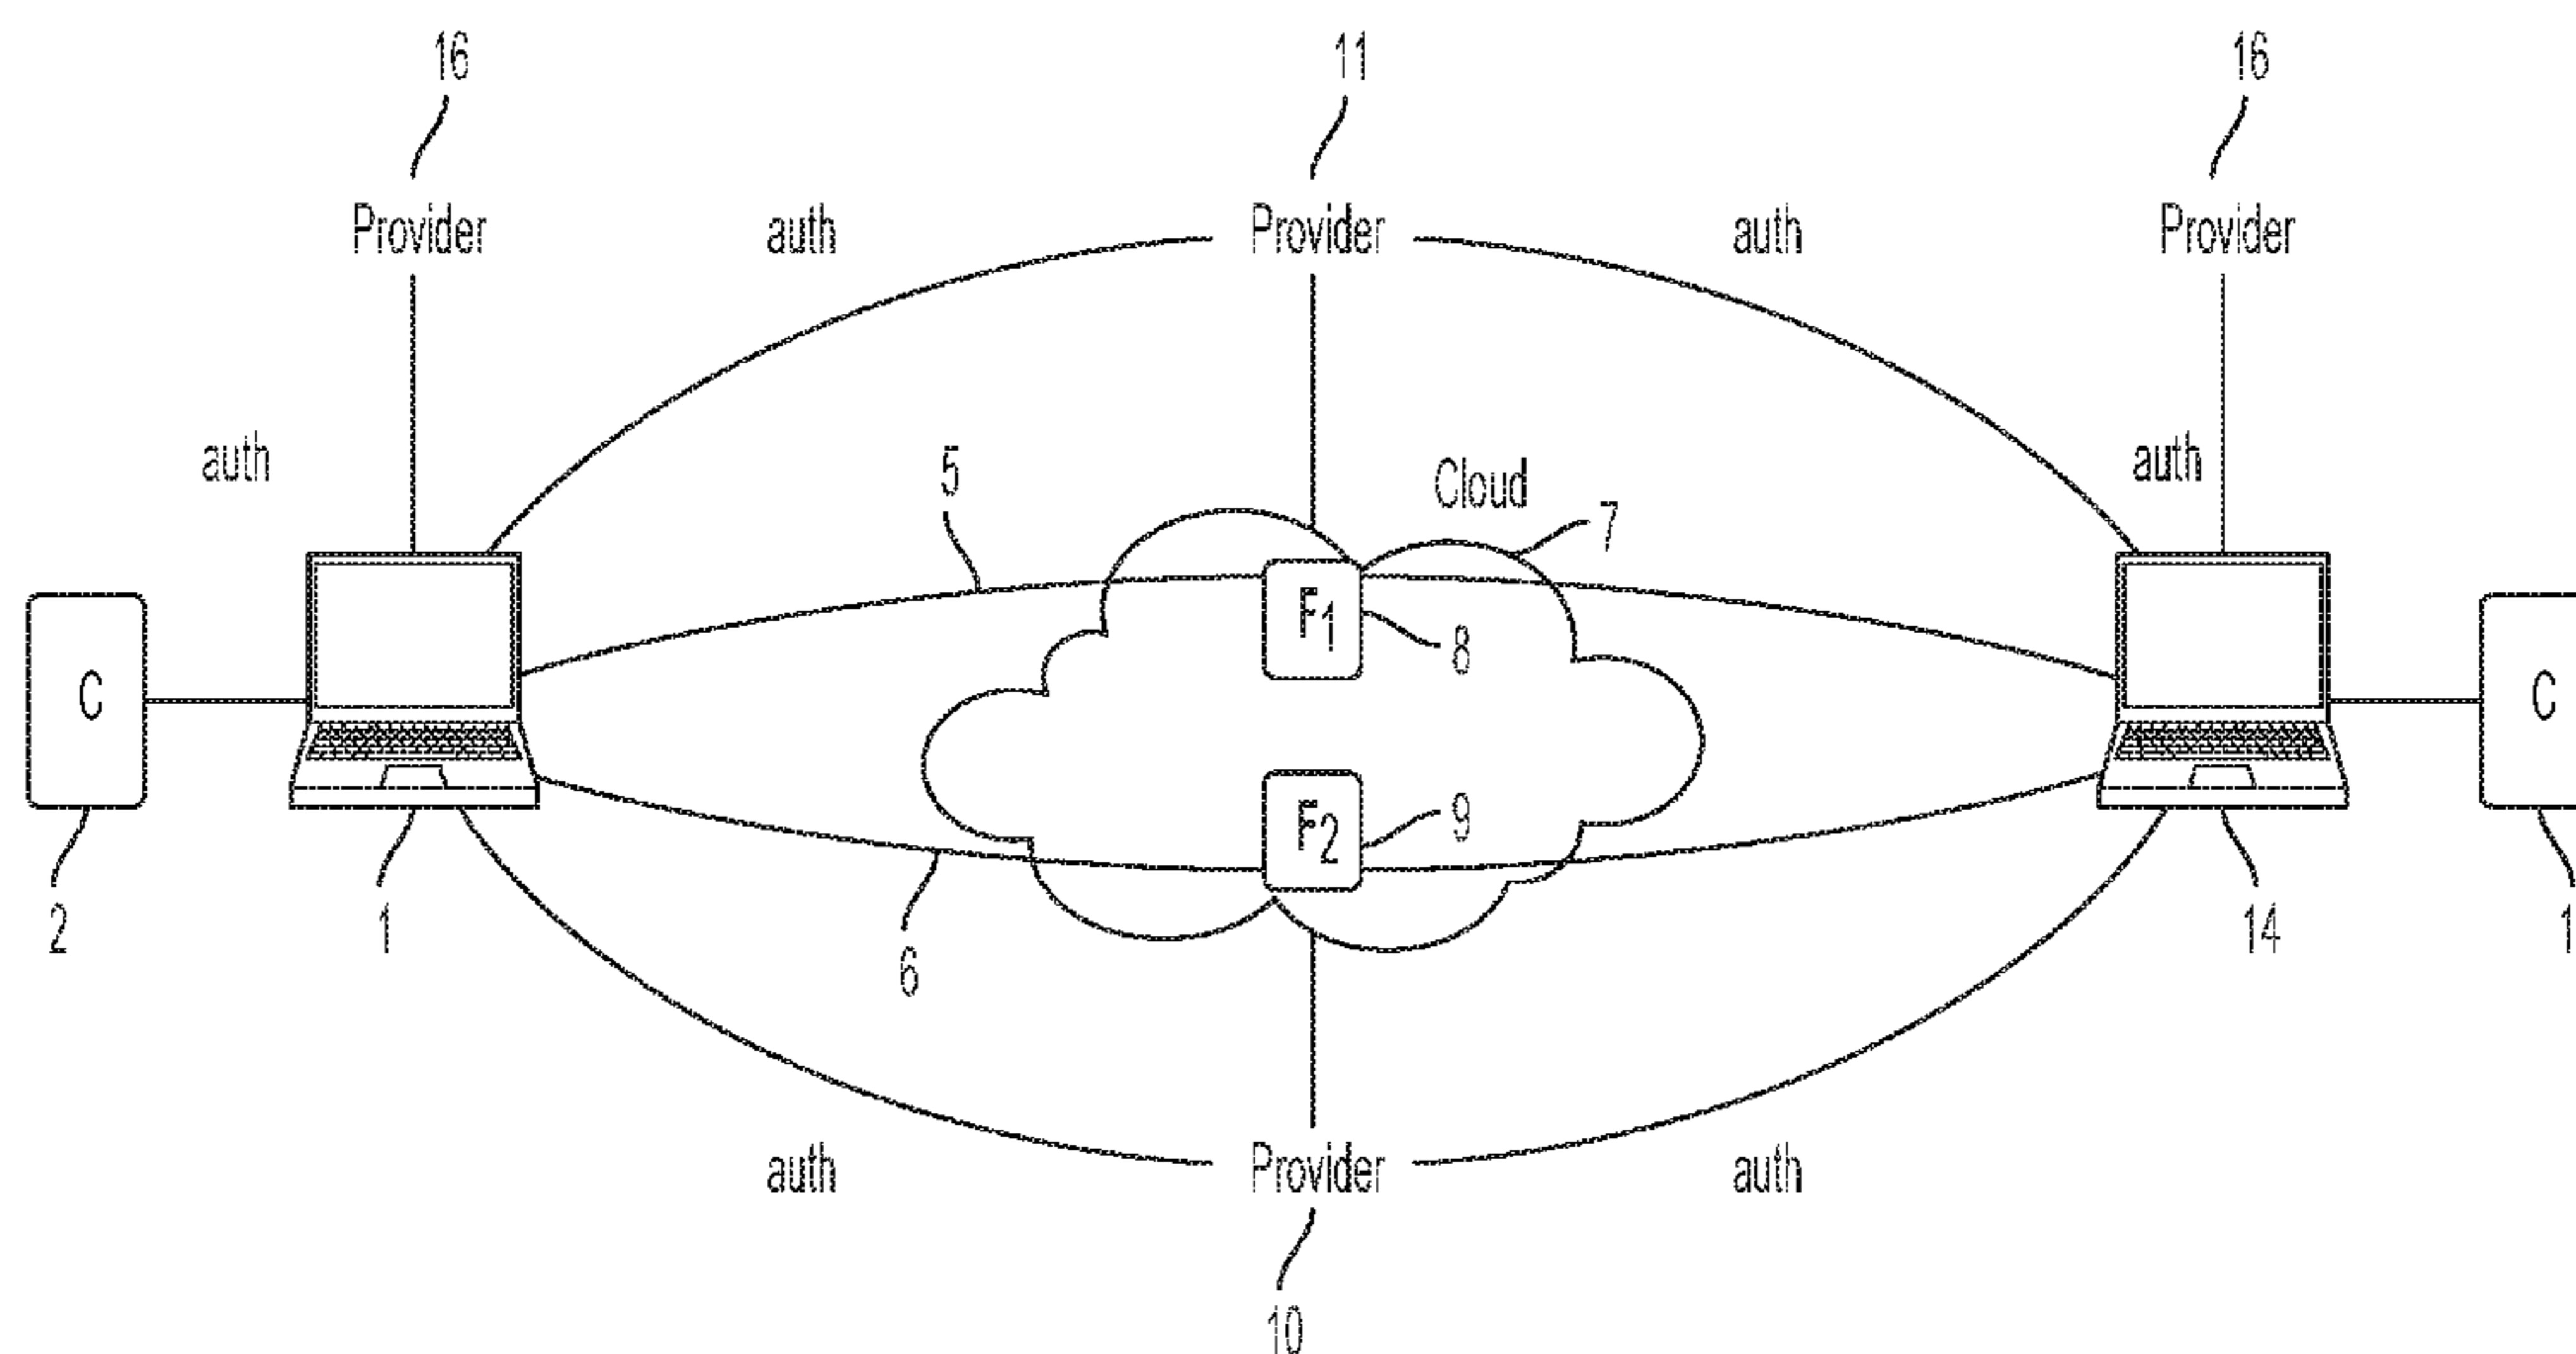 16 11 16
Provider auth Provider auth Provider
auth 5 Cloud auth
7
F1
8
C C
F2 9
2 1 6 14 1
auth Provider auth
10